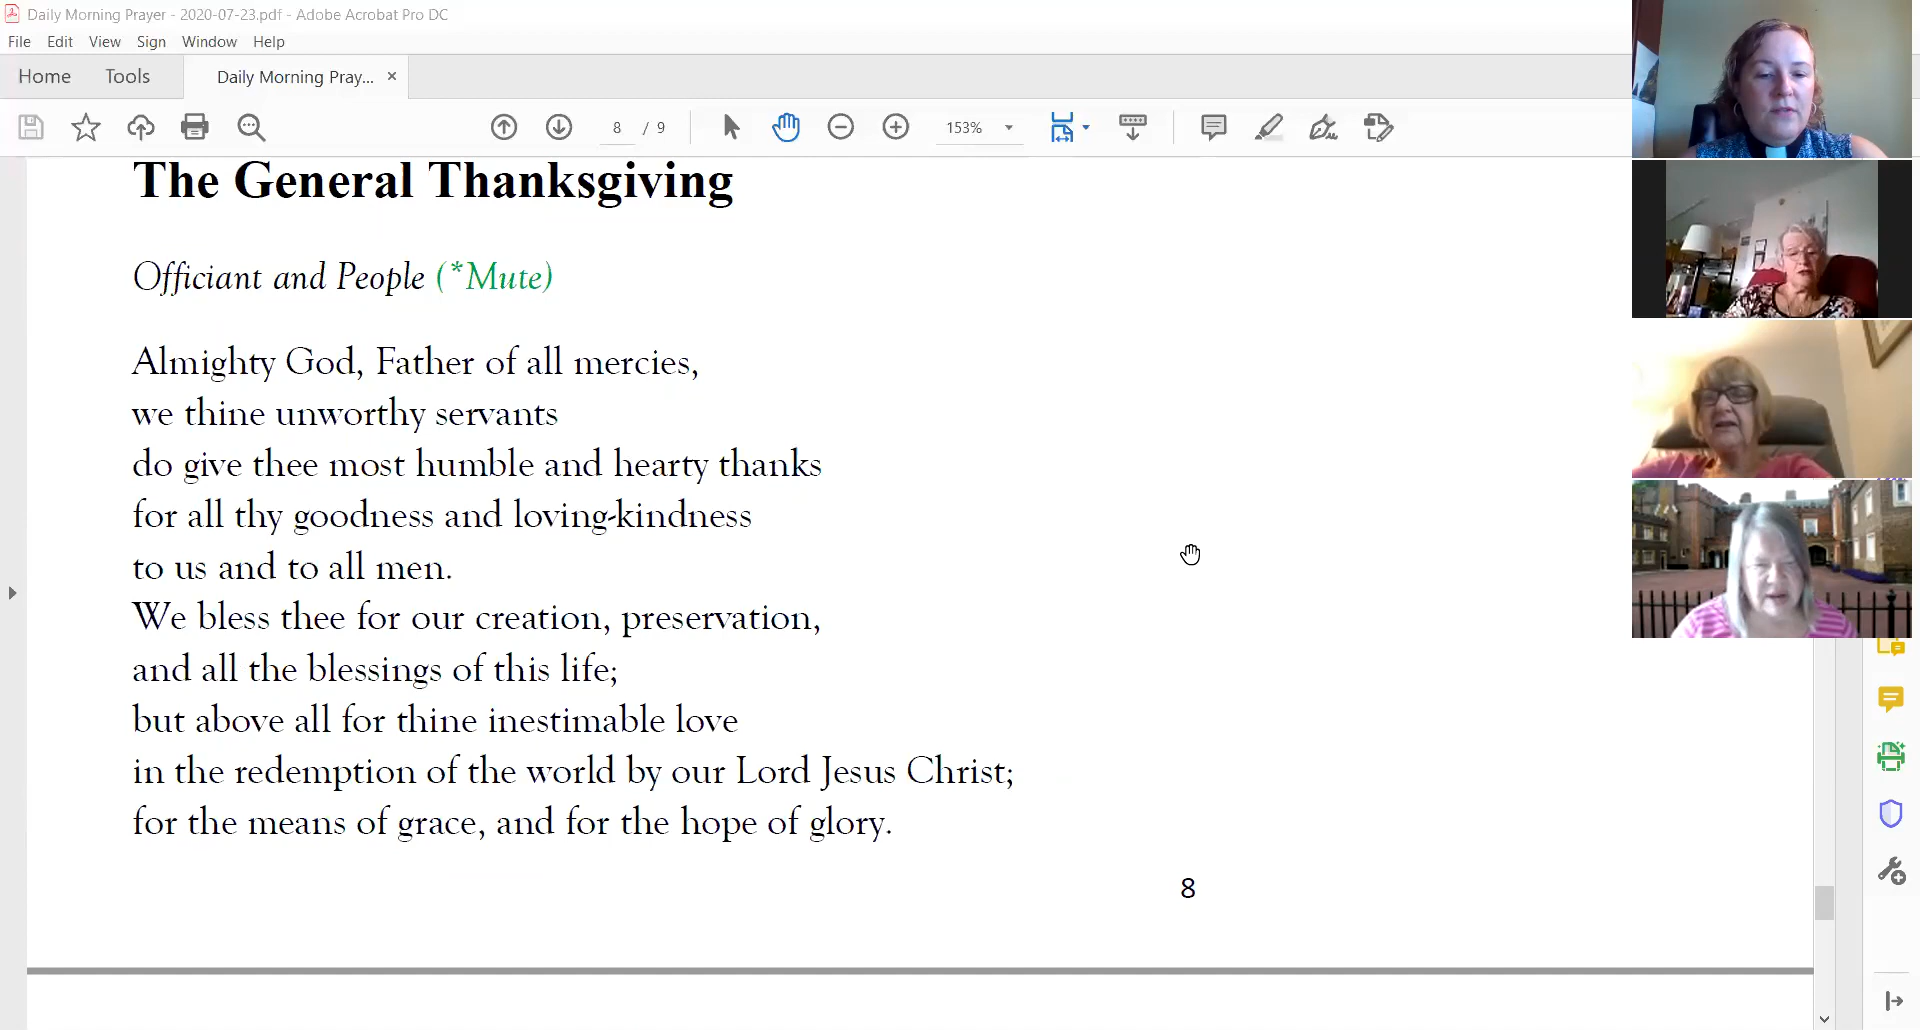 Daily Morning Prayer - 2020-07-23.pdf - Adobe Acrobat Pro DC
File Edit View Sign Window Help
Home Tools Daily Morning Pray... ×
8 / 9 153%
The General Thanksgiving
Officiant and People (*Mute)
Almighty God, Father of all mercies,
we thine unworthy servants
do give thee most humble and hearty thanks
for all thy goodness and loving-kindness
to us and to all men.
We bless thee for our creation, preservation,
and all the blessings of this life;
but above all for thine inestimable love
in the redemption of the world by our Lord Jesus Christ;
for the means of grace, and for the hope of glory.
8